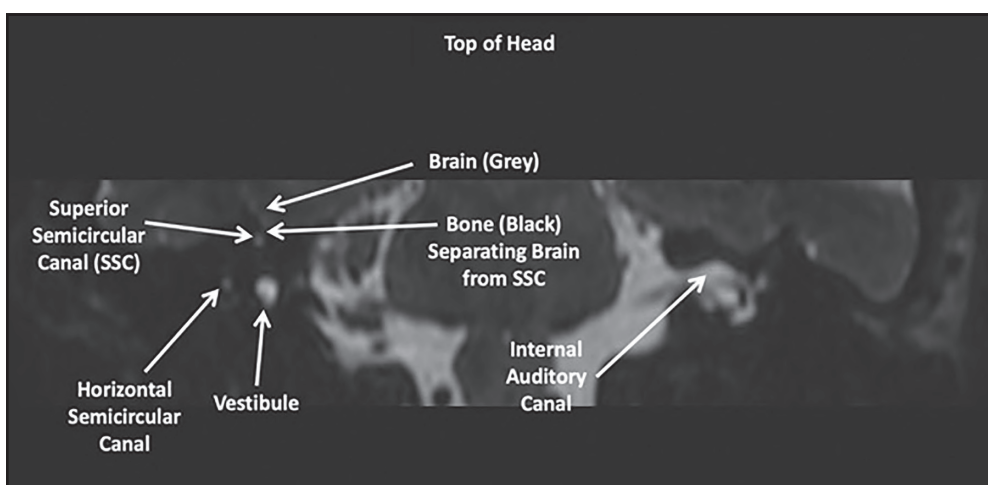 Top of Head
Brain (Grey)
Superior
Semicircular
Canal (SSC)
Bone (Black)
Separating Brain
from SSC
Internal
Auditory
Canal
Horizontal
Semicircular
Canal
Vestibule